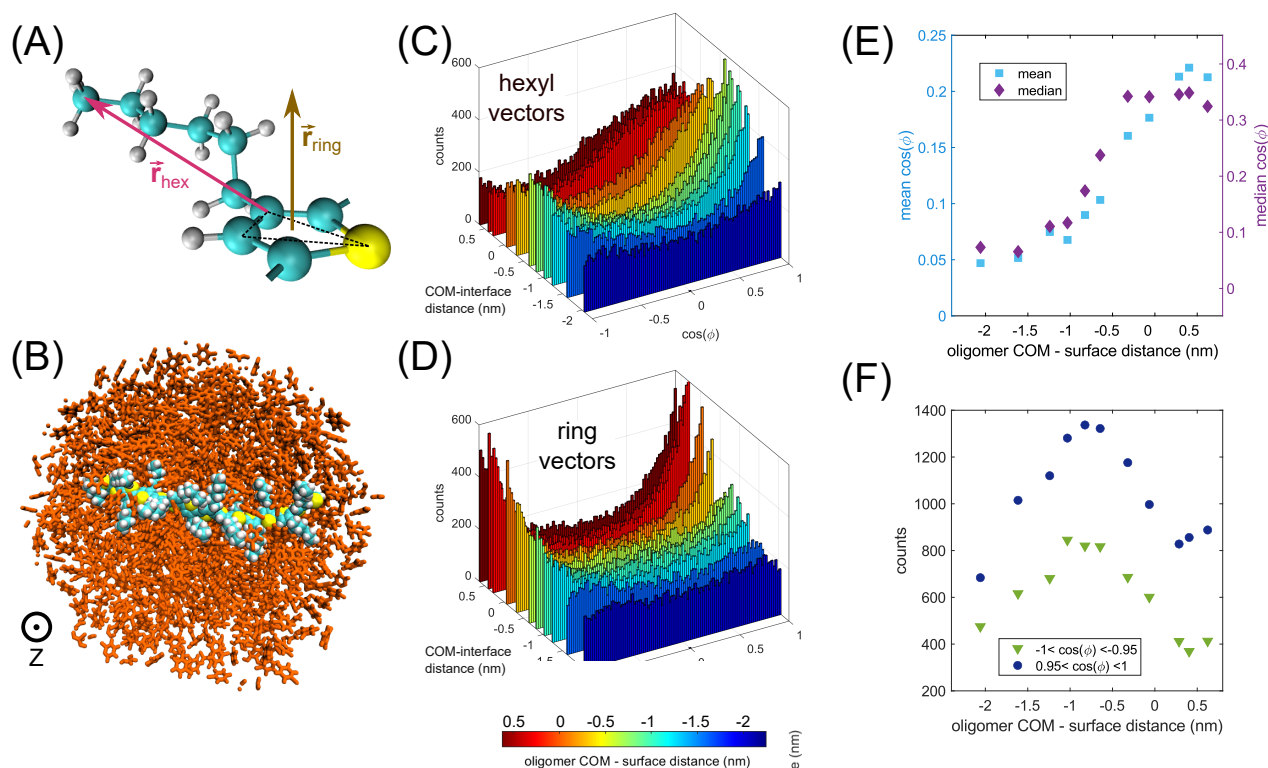 (A)
r⃗ring
r⃗hex
(B)
z
(C)
hexyl
vectors
counts
600
400
200
0
0.5
0
-0.5
-1
-1.5
-2
COM-interface
distance (nm)
-1
-0.5
0
0.5
1
cos(ϕ)
(D)
ring
vectors
counts
600
400
200
0
0.5
0
-0.5
-1
-1.5
COM-interface
distance (nm)
0
0.5
1
0.5
0
-0.5
-1
-2
oligomer COM - surface distance (nm)
e (nm)
(E)
mean
median
mean cos(ϕ)
0.25
0.2
0.15
0.1
0.05
0
median cos(ϕ)
0.4
0.3
0.2
0.1
0
-2
-1.5
-1
-0.5
0
0.5
oligomer COM - surface distance (nm)
(F)
counts
1400
1200
1000
800
600
400
200
-1< cos(ϕ) <-0.95
0.95< cos(ϕ) <1
-2
-1.5
-1
-0.5
0
0.5
oligomer COM - surface distance (nm)